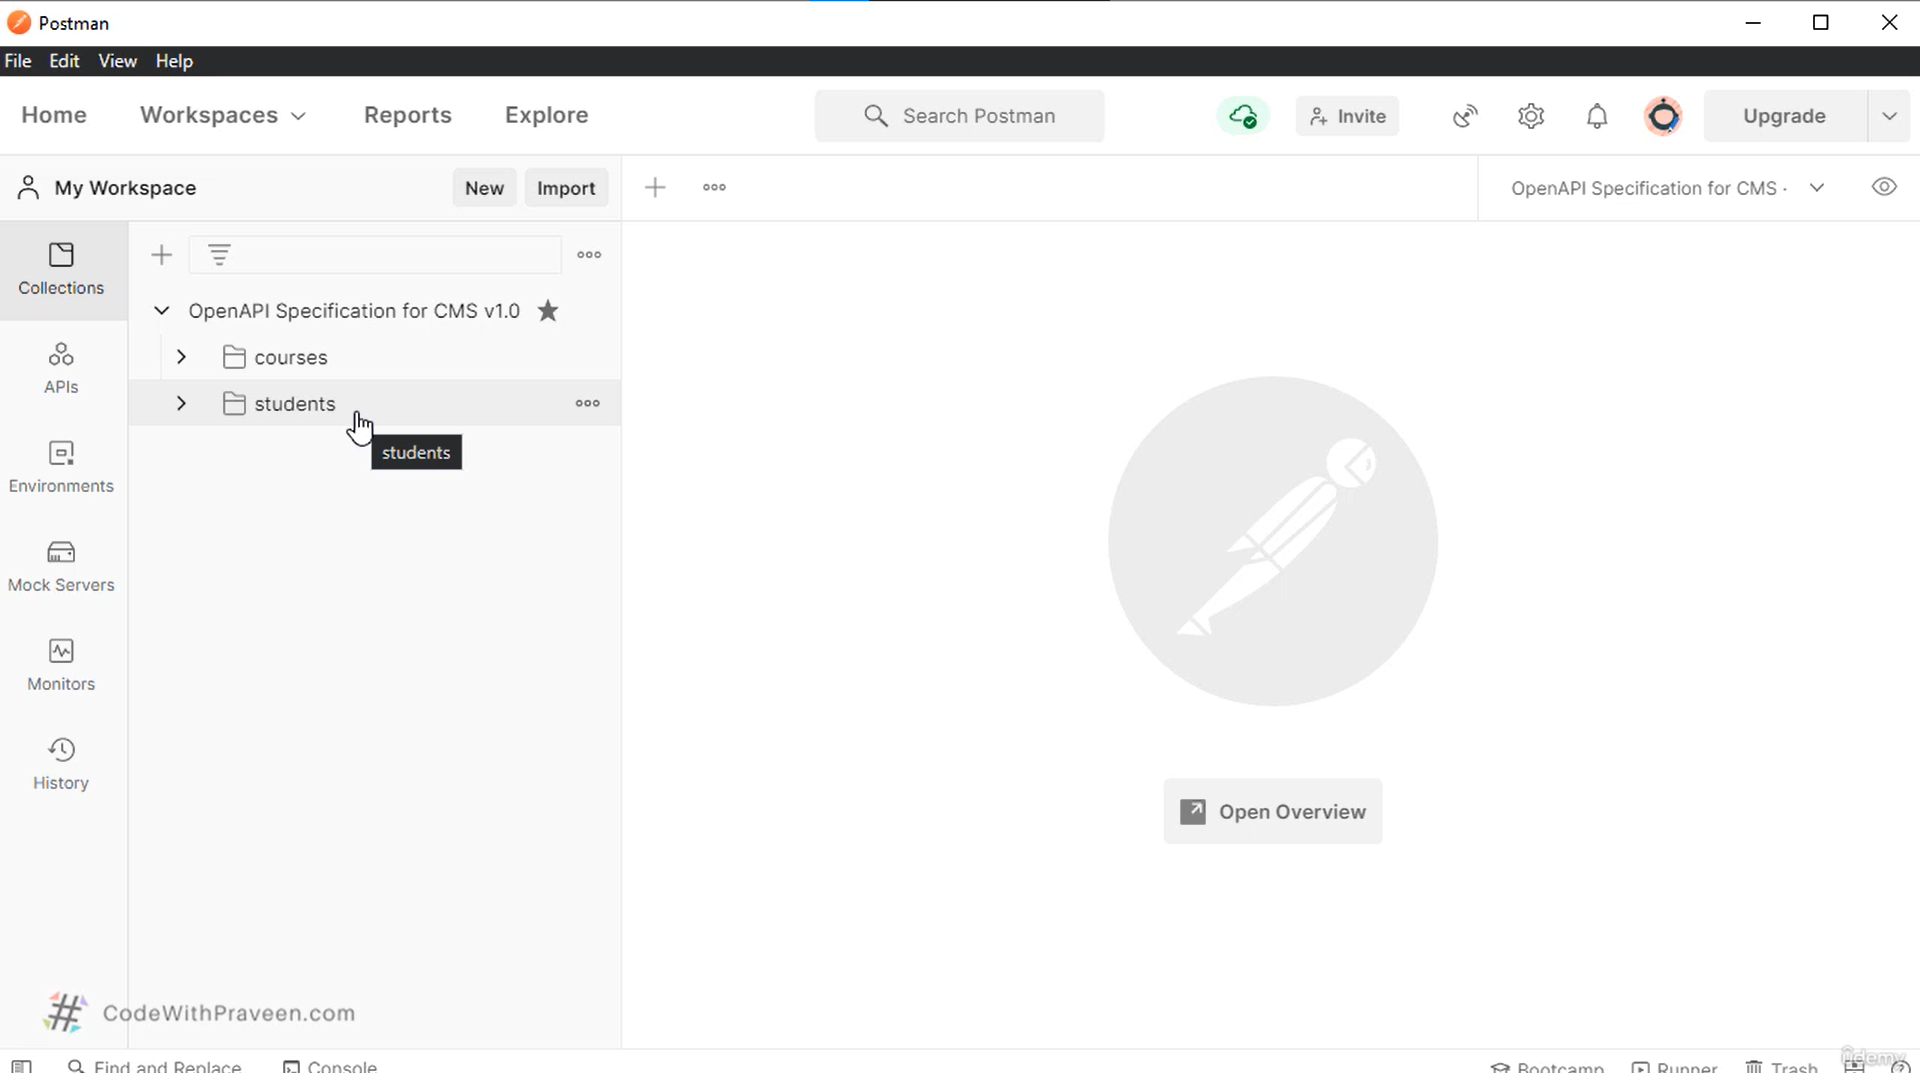 Postman
File Edit View Help
Home Workspaces Reports Explore Search Postman Invite Upgrade
My Workspace New Import OpenAPI Specification for CMS -
Collections
OpenAPI Specification for CMS v1.0
courses
APIs
students
students
Environments
Mock Servers
Monitors
History
Open Overview
CodeWithPraveen.com
Find and Replace Console Bootcamp Runner Trash
ûdemy